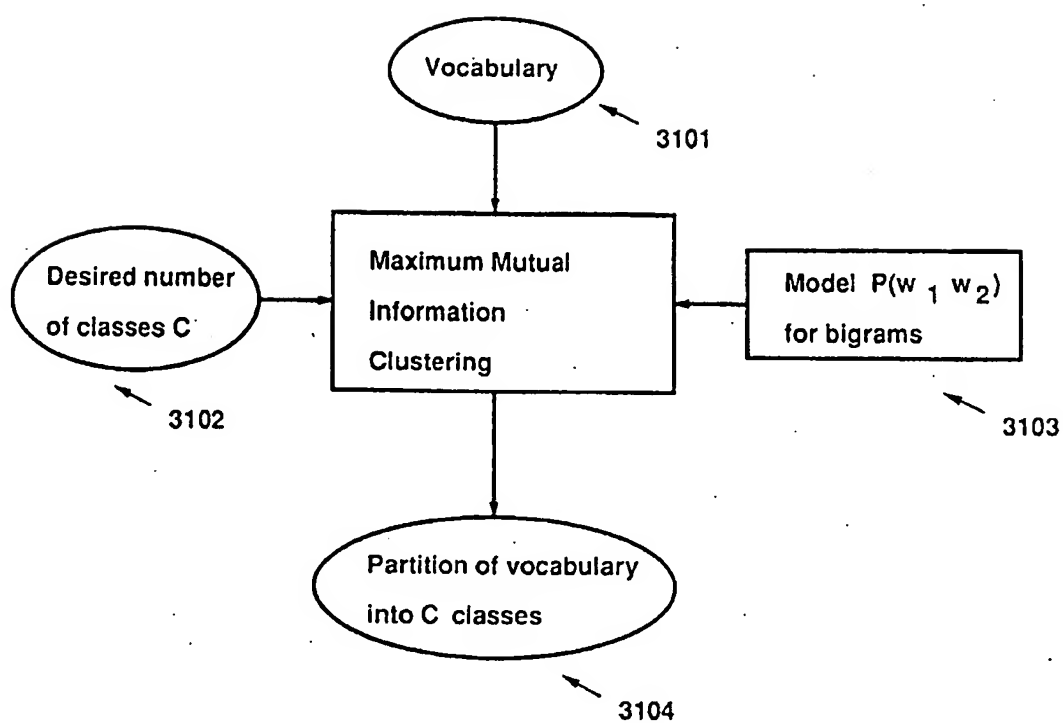 Vocabulary
3101
Desired number
of classes C
3102
Maximum Mutual
Information
Clustering
Model P(w 1 w 2)
for bigrams
3103
Partition of vocabulary
into C classes
3104